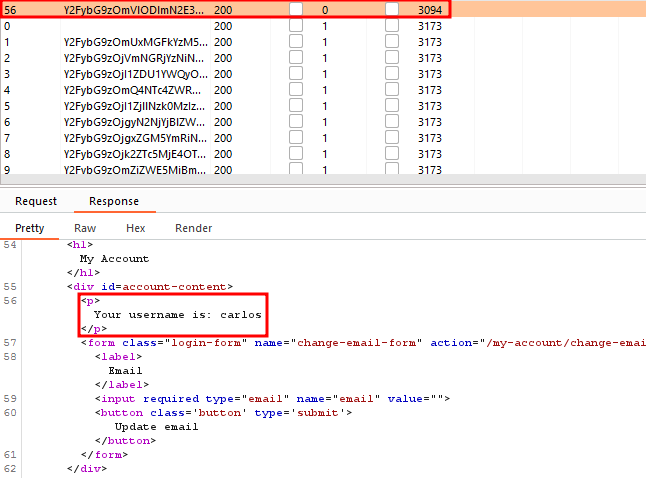 56 Y2FybG9zOmVIODDlmN2E3... 200 0 3094
0 200 1 3173
1 Y2FybG9zOmUxMGFkYzM5... 200 1 3173
2 Y2FybG9zOjVmNGRjYzNiN... 200 1 3173
3 Y2FybG9zOjI1ZDU1YWQyO... 200 1 3173
4 Y2FybG9zOmQ4NTc4ZWR... 200 1 3173
5 Y2FybG9zOjI1ZjllNzk0MzIz... 200 1 3173
6 Y2FybG9zOjgyN2NjYjBlZW... 200 1 3173
7 Y2FybG9zOjgxZGM5YmRiN... 200 1 3173
8 Y2FybG9zOjk2ZTc5MjE4OT... 200 1 3173
9 Y2FybG9zOmZiZWE5MiBm... 200 1 3173
Request Response
Pretty Raw Hex Render
54 <h1>
My Account
</h1>
55 <div id=account-content>
56 <p>
Your username is: carlos
</p>
57 <form class="login-form" name="change-email-form" action="/my-account/change-emai
58 <label>
Email
</label>
59 <input required type="email" name="email" value="">
60 <button class='button' type='submit'>
Update email
</button>
61 </form>
62 </div>